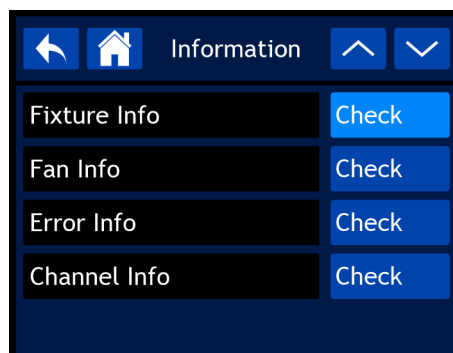 Information
Fixture Info Check
Fan Info Check
Error Info Check
Channel Info Check